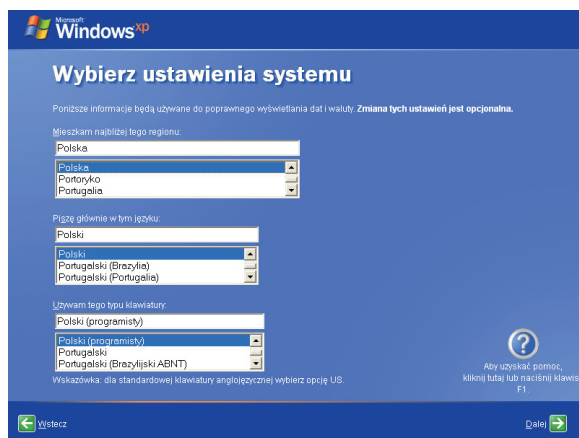 Microsoft
Windows xp
Wybierz ustawienia systemu
Poniższe informacje będą używane do poprawnego wyświetlania dat i waluty. Zmiana tych ustawień jest opcjonalna.
Mieszkam najbliżej tego regionu:
Polska
Polska
Portoryko
Portugalia
Piszę głównie w tym języku:
Polski
Polski
Portugalski (Brazylia)
Portugalski (Portugalia)
Używam tego typu klawiatury:
Polski (programisty)
Polski (programisty)
Portugalski
Portugalski (Brazylijski ABNT)
Wskazówka: dla standardowej klawiatury anglojęzycznej wybierz opcję US.
?
Aby uzyskać pomoc,
kliknij tutaj lub naciśnij klawis
F1.
Wstecz
Dalej